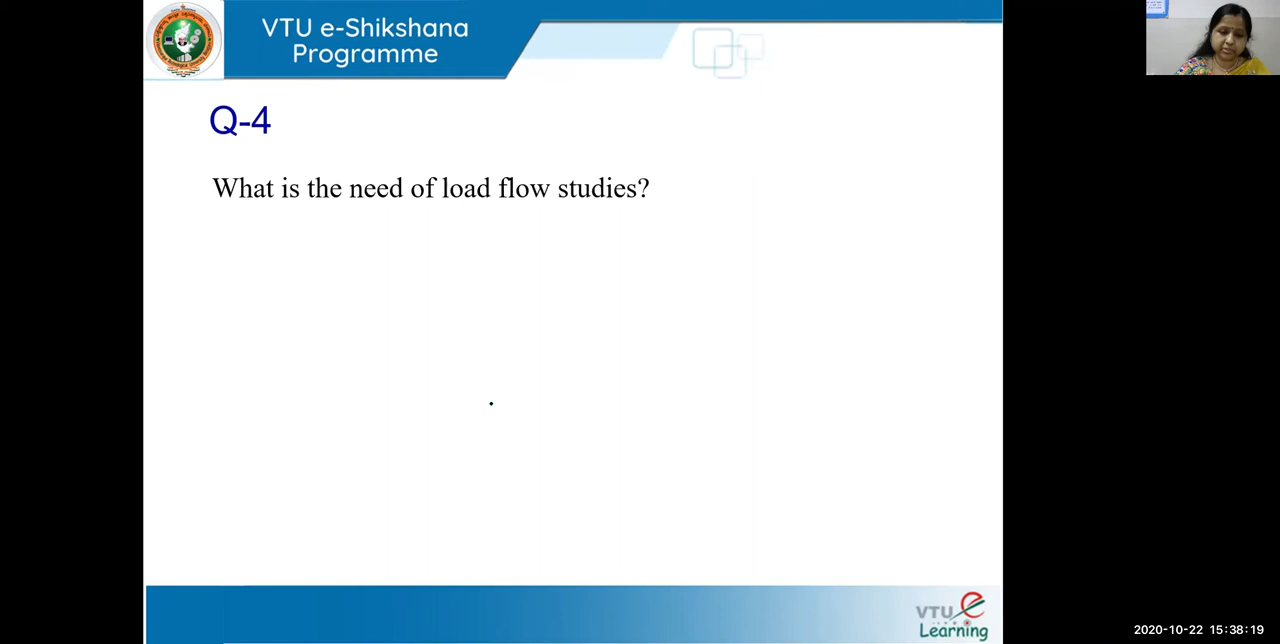 VTU e-Shikshana
Programme
Q-4
What is the need of load flow studies?
VTU e
Learning
2020-10-22 15:38:19